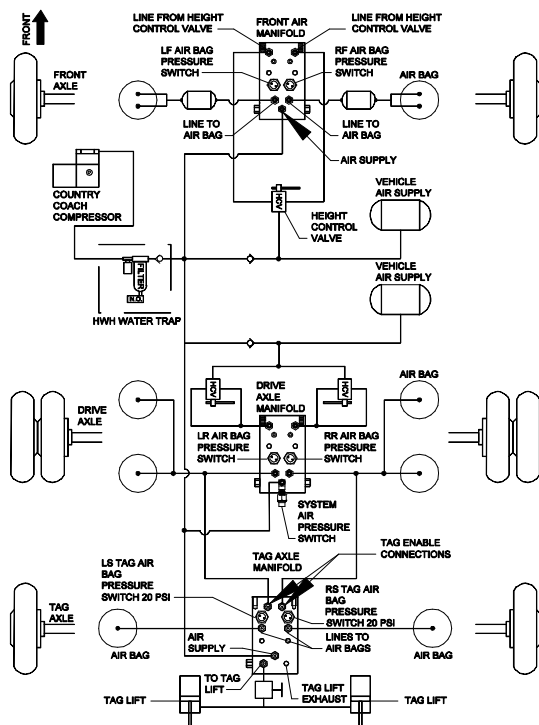 FRONT
LINE FROM HEIGHT
CONTROL VALVE
FRONT AIR
MANIFOLD
LINE FROM HEIGHT
CONTROL VALVE
LF AIR BAG
PRESSURE
SWITCH
RF AIR BAG
PRESSURE
SWITCH
FRONT
AXLE
AIR BAG
LINE TO
AIR BAG
LINE TO
AIR BAG
AIR SUPPLY
COUNTRY
COACH
COMPRESSOR
HCV
HEIGHT
CONTROL
VALVE
VEHICLE
AIR SUPPLY
FILTER
HWH WATER TRAP
VEHICLE
AIR SUPPLY
HCV
DRIVE
AXLE
MANIFOLD
HCV
AIR BAG
DRIVE
AXLE
LR AIR BAG
PRESSURE
SWITCH
RR AIR BAG
PRESSURE
SWITCH
SYSTEM
AIR
PRESSURE
SWITCH
TAG AXLE
MANIFOLD
TAG ENABLE
CONNECTIONS
LS TAG AIR
BAG
PRESSURE
SWITCH 20 PSI
RS TAG AIR
BAG
PRESSURE
SWITCH 20 PSI
TAG
AXLE
AIR BAG
AIR
SUPPLY
LINES TO
AIR BAGS
AIR BAG
TO TAG
LIFT
TAG LIFT
EXHAUST
TAG LIFT
TAG LIFT